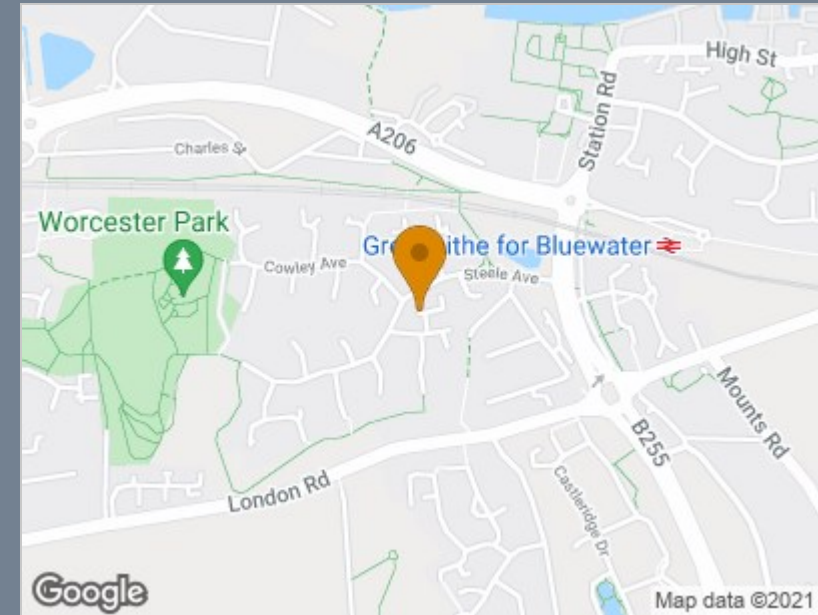 High St
Station Rd
A206
Charles St
Worcester Park
Cowley Ave
Steele Ave
for Bluewater
Mounts Rd
B255
London Rd
Castleridge Dr
Google
Map data ©2021